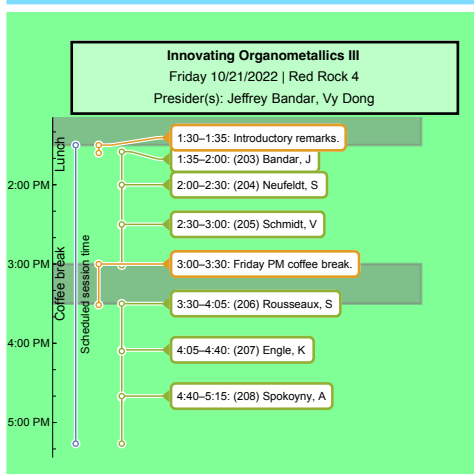 Innovating Organometallics III
Friday 10/21/2022 | Red Rock 4
Presider(s): Jeffrey Bandar, Vy Dong
Lunch
1:30–1:35: Introductory remarks.
1:35–2:00: (203) Bandar, J
2:00 PM
2:00–2:30: (204) Neufeldt, S
2:30–3:00: (205) Schmidt, V
Scheduled session time
3:00 PM
3:00–3:30: Friday PM coffee break.
Coffee break
3:30–4:05: (206) Rousseaux, S
4:00 PM
4:05–4:40: (207) Engle, K
4:40–5:15: (208) Spokoyny, A
5:00 PM